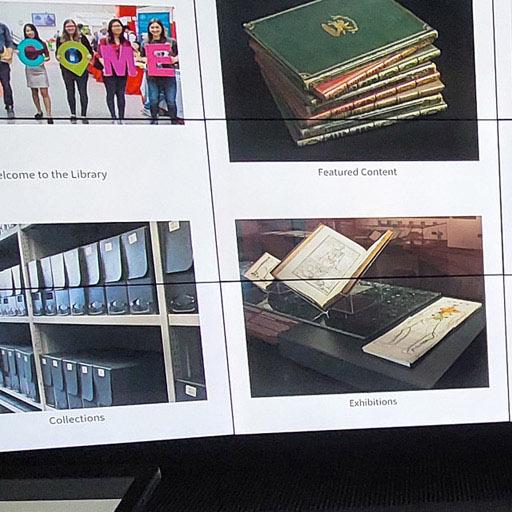 COME
elcome to the Library
Featured Content
Collections
Exhibitions